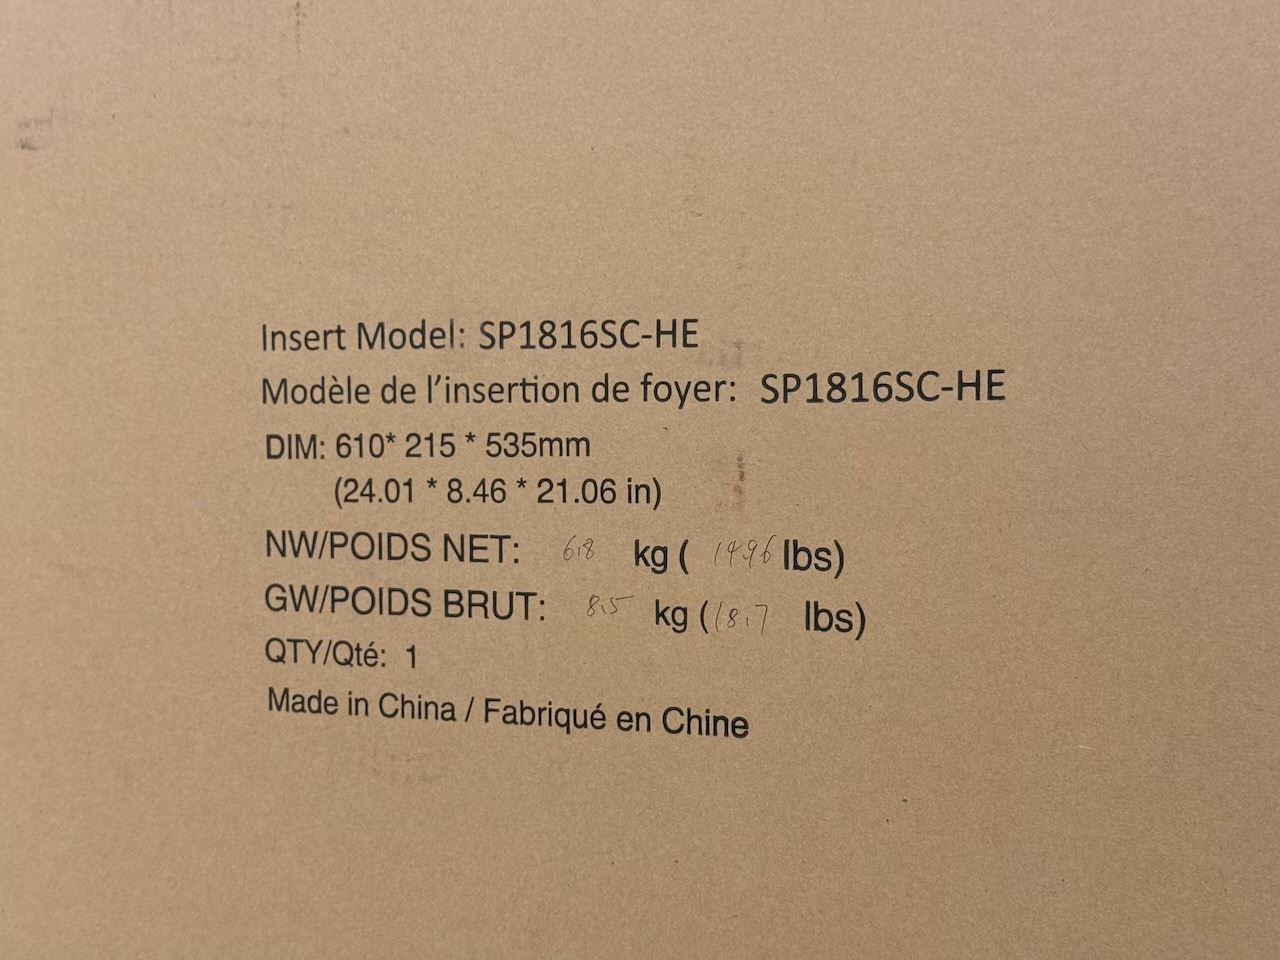 Insert Model: SP1816SC-HE
Modèle de l'insertion de foyer: SP1816SC-HE
DIM: 610* 215 * 535mm
(24.01 * 8.46 * 21.06 in)
NW/POIDS NET: 6.8 kg ( 14.96 lbs)
GW/POIDS BRUT: 8.5 kg (18.7 lbs)
QTY/Qté: 1
Made in China / Fabriqué en Chine